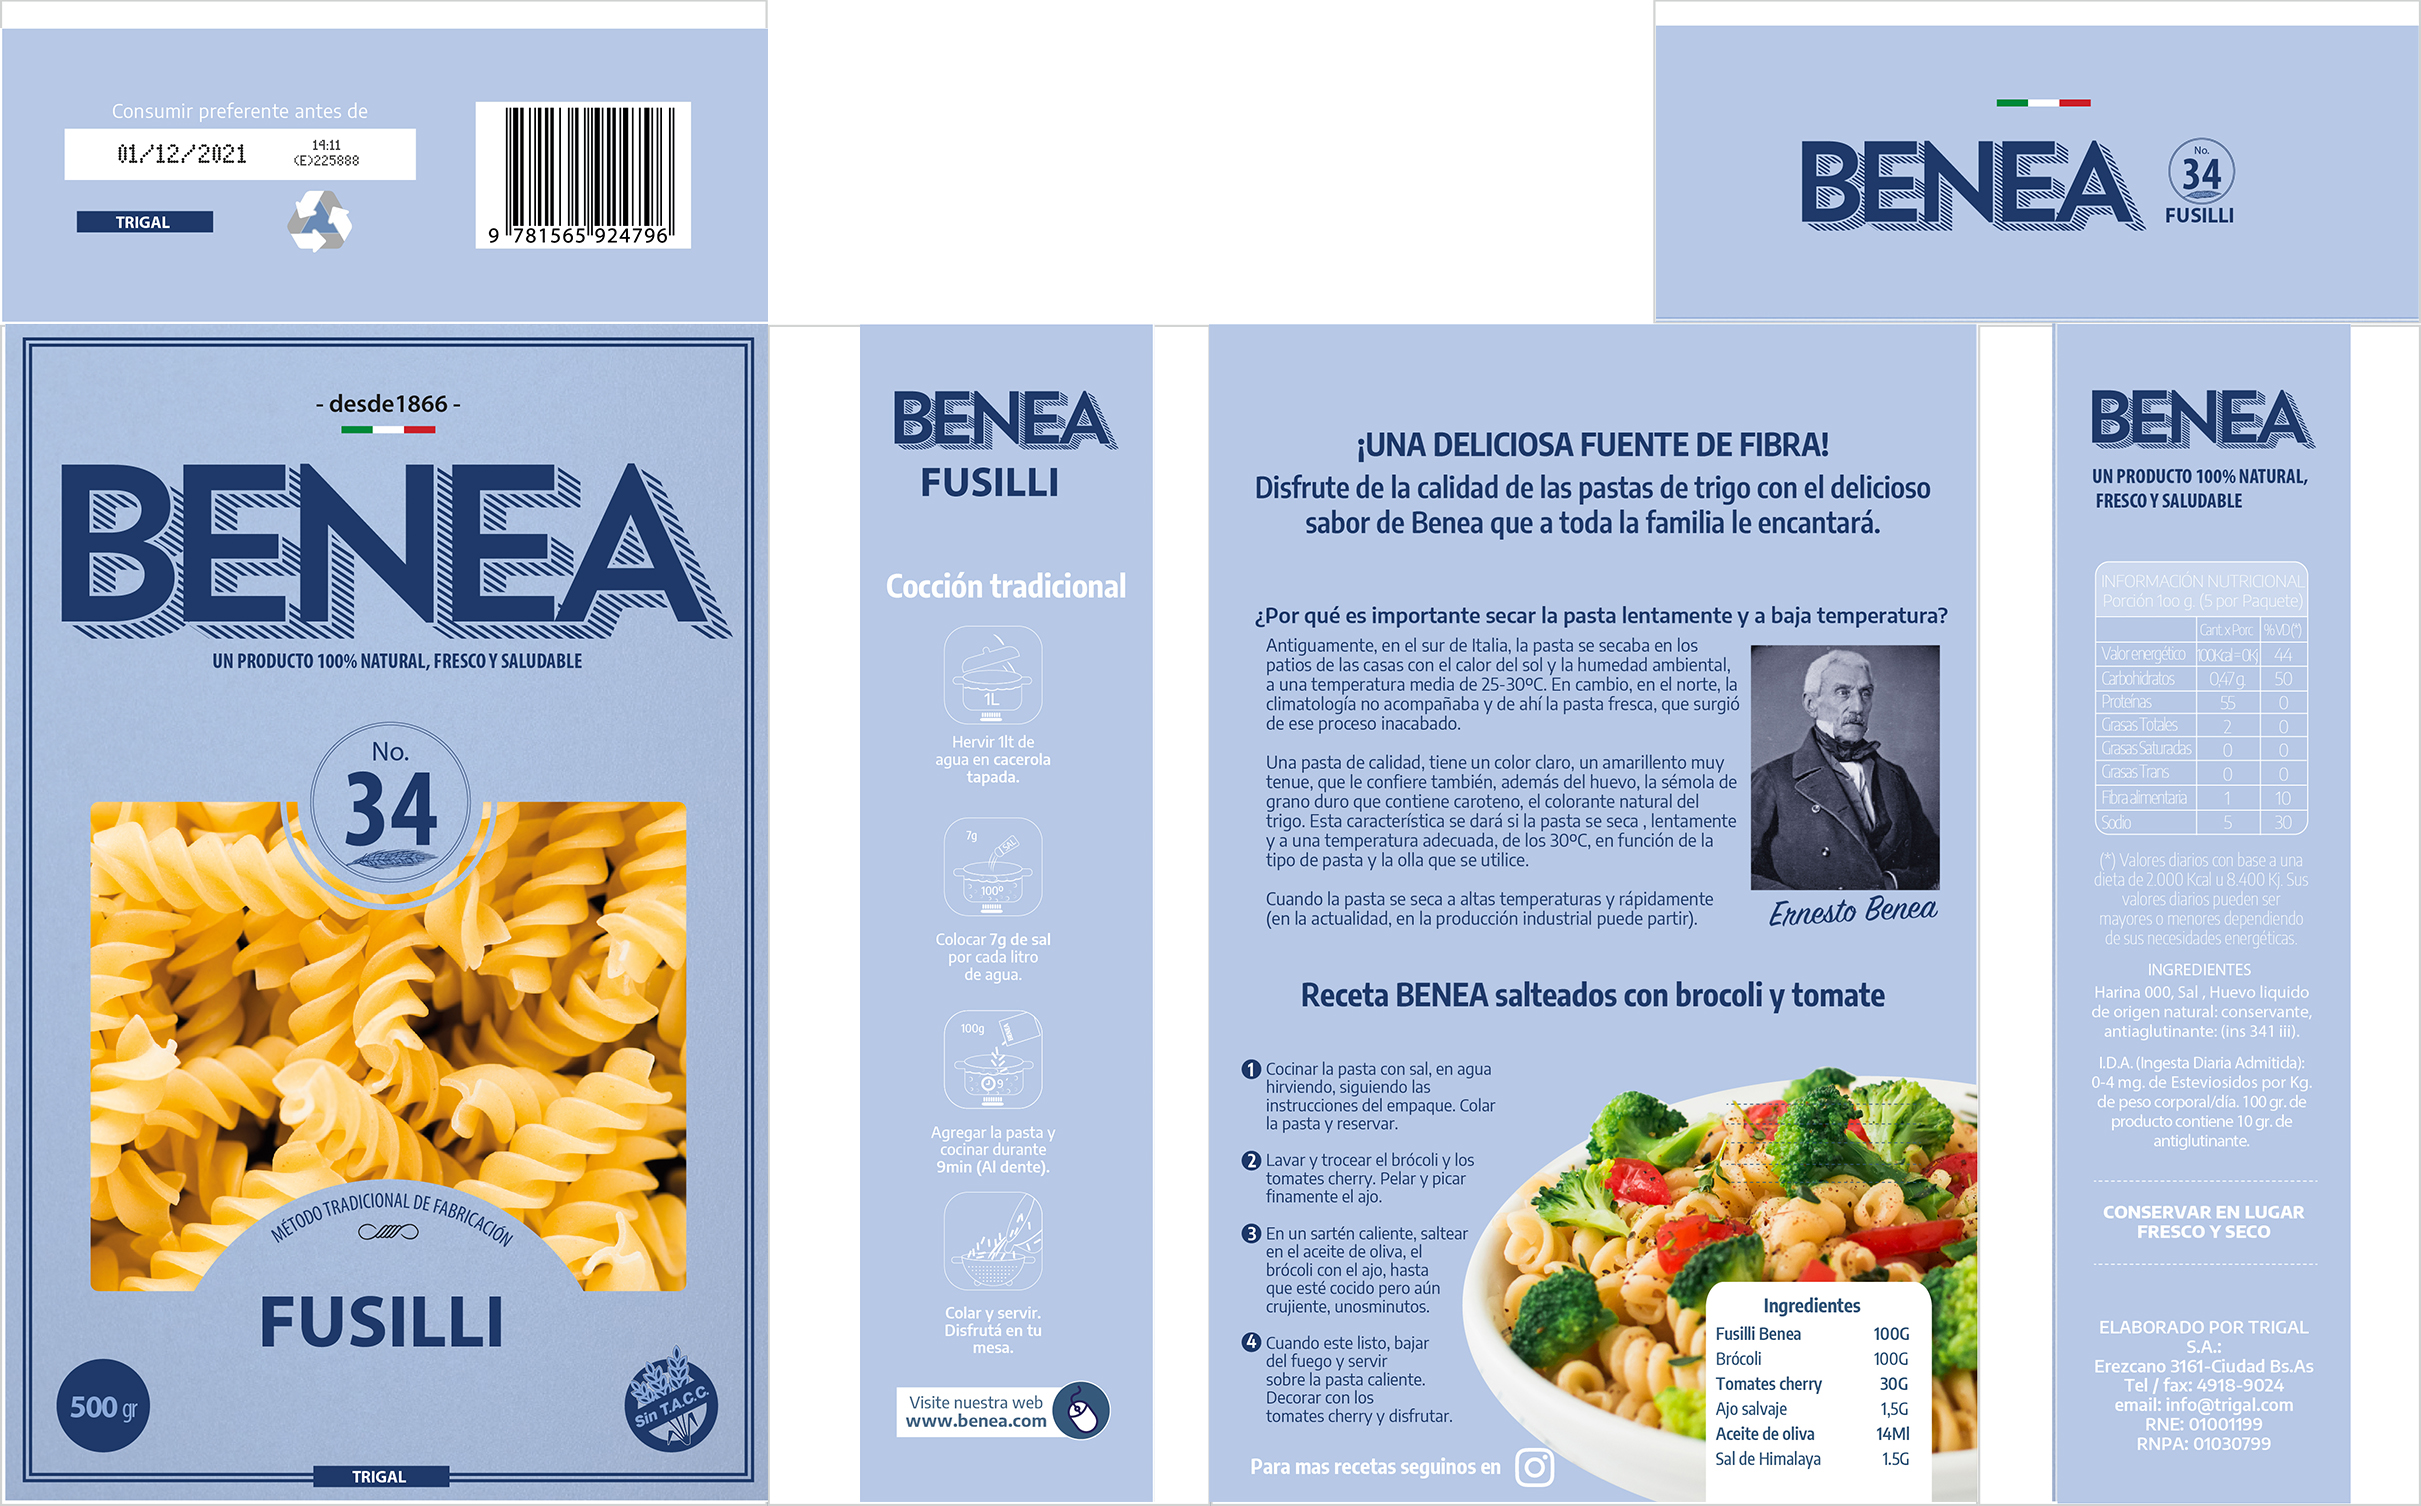 Consumir preferente antes de
01/12/2021
14:11
(E)225888
TRIGAL
9 781565 924796
BENEA
No.
34
FUSILLI
- desde1866 -
BENEA
UN PRODUCTO 100% NATURAL, FRESCO Y SALUDABLE
No.
34
MÉTODO TRADICIONAL DE FABRICACIÓN
FUSILLI
500 gr
Sin T.A.C.C.
TRIGAL
BENEA
FUSILLI
Cocción tradicional
1L
Hervir 1lt de
agua en cacerola
tapada.
7g
SAL
100º
Colocar 7g de sal
por cada litro
de agua.
100g
9
Agregar la pasta y
cocinar durante
9min (Al dente).
Colar y servir.
Disfrutá en tu
mesa.
Visite nuestra web
www.benea.com
¡UNA DELICIOSA FUENTE DE FIBRA!
Disfrute de la calidad de las pastas de trigo con el delicioso
sabor de Benea que a toda la familia le encantará.
¿Por qué es importante secar la pasta lentamente y a baja temperatura?
Antiguamente, en el sur de Italia, la pasta se secaba en los
patios de las casas con el calor del sol y la humedad ambiental,
a una temperatura media de 25-30ºC. En cambio, en el norte, la
climatología no acompañaba y de ahí la pasta fresca, que surgió
de ese proceso inacabado.
Una pasta de calidad, tiene un color claro, un amarillento muy
tenue, que le confiere también, además del huevo, la sémola de
grano duro que contiene caroteno, el colorante natural del
trigo. Esta característica se dará si la pasta se seca , lentamente
y a una temperatura adecuada, de los 30ºC, en función de la
tipo de pasta y la olla que se utilice.
Cuando la pasta se seca a altas temperaturas y rápidamente
(en la actualidad, en la producción industrial puede partir).
Ernesto Benea
Receta BENEA salteados con brocoli y tomate
1 Cocinar la pasta con sal, en agua
hirviendo, siguiendo las
instrucciones del empaque. Colar
la pasta y reservar.
2 Lavar y trocear el brócoli y los
tomates cherry. Pelar y picar
finamente el ajo.
3 En un sartén caliente, saltear
en el aceite de oliva, el
brócoli con el ajo, hasta
que esté cocido pero aún
crujiente, unosminutos.
4 Cuando este listo, bajar
del fuego y servir
sobre la pasta caliente.
Decorar con los
tomates cherry y disfrutar.
Para mas recetas seguinos en
Ingredientes
Fusilli Benea 100G
Brócoli 100G
Tomates cherry 30G
Ajo salvaje 1,5G
Aceite de oliva 14Ml
Sal de Himalaya 1.5G
BENEA
UN PRODUCTO 100% NATURAL,
FRESCO Y SALUDABLE
INFORMACIÓN NUTRICIONAL
Porción 1oo g. (5 por Paquete)
Cant. x Porc %VD(*)
Valor energético 100Kcal=0Kj 44
Carbohidratos 0,47 g. 50
Proteínas 55 0
Grasas Totales 2 0
Grasas Saturadas 0 0
Grasas Trans 0 0
Fibra alimentaria 1 10
Sodio 5 30
(*) Valores diarios con base a una
dieta de 2.000 Kcal u 8.400 Kj. Sus
valores diarios pueden ser
mayores o menores dependiendo
de sus necesidades energéticas.
INGREDIENTES
Harina 000, Sal , Huevo liquido
de origen natural: conservante,
antiaglutinante: (ins 341 iii).
I.D.A. (Ingesta Diaria Admitida):
0-4 mg. de Esteviosidos por Kg.
de peso corporal/día. 100 gr. de
producto contiene 10 gr. de
antiglutinante.
CONSERVAR EN LUGAR
FRESCO Y SECO
ELABORADO POR TRIGAL
S.A.:
Erezcano 3161-Ciudad Bs.As
Tel / fax: 4918-9024
email: info@trigal.com
RNE: 01001199
RNPA: 01030799